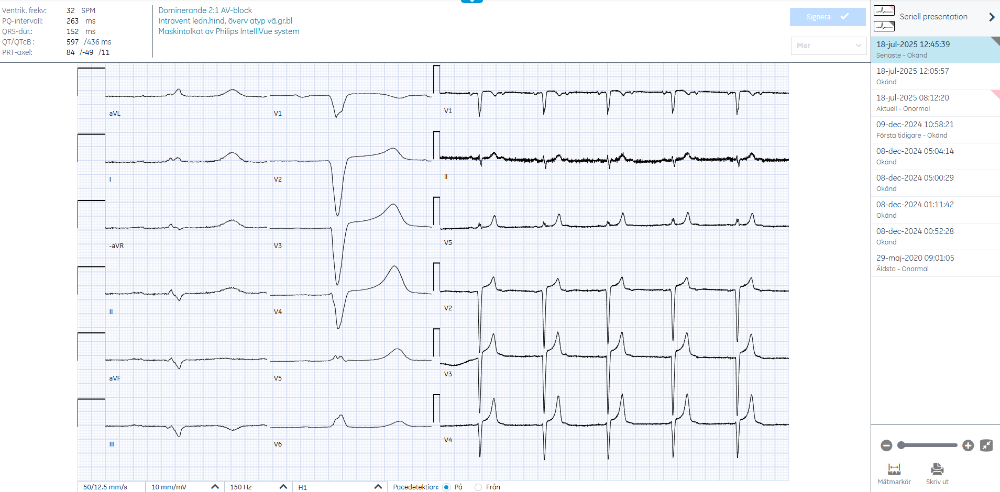 Ventrik. frekv: 32 SPM
PQ-intervall: 263 ms
QRS-dur.: 152 ms
QT/QTcB : 597 /436 ms
PRT-axel: 84 /-49 /11
Dominerande 2:1 AV-block
Intravent ledn.hind, överv atyp vä.gr.bl
Maskintolkat av Philips IntelliVue system
Signera
Mer
Seriell presentation
18-jul-2025 12:45:39
Senaste - Okänd
18-jul-2025 12:05:57
Okänd
18-jul-2025 08:12:20
Aktuell - Onormal
09-dec-2024 10:58:21
Första tidigare - Okänd
08-dec-2024 05:04:14
Okänd
08-dec-2024 05:00:29
Okänd
08-dec-2024 01:11:42
Okänd
08-dec-2024 00:52:28
Okänd
29-maj-2020 09:01:05
Äldsta - Onormal
aVL V1 V1
I V2 II
-aVR V3 V5
II V4 V2
aVF V5 V3
III V6 V4
50/12.5 mm/s 10 mm/mV 150 Hz H1 Pacedetektion: På Från
Mätmarkör Skriv ut